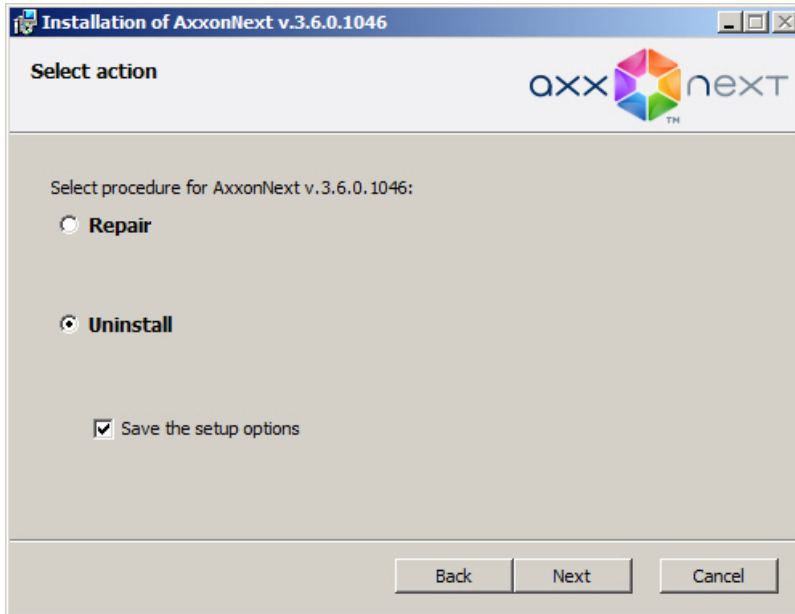 Installation of AxxonNext v.3.6.0.1046
Select action
axx next
TM
Select procedure for AxxonNext v.3.6.0.1046:
Repair
Uninstall
Save the setup options
Back Next Cancel